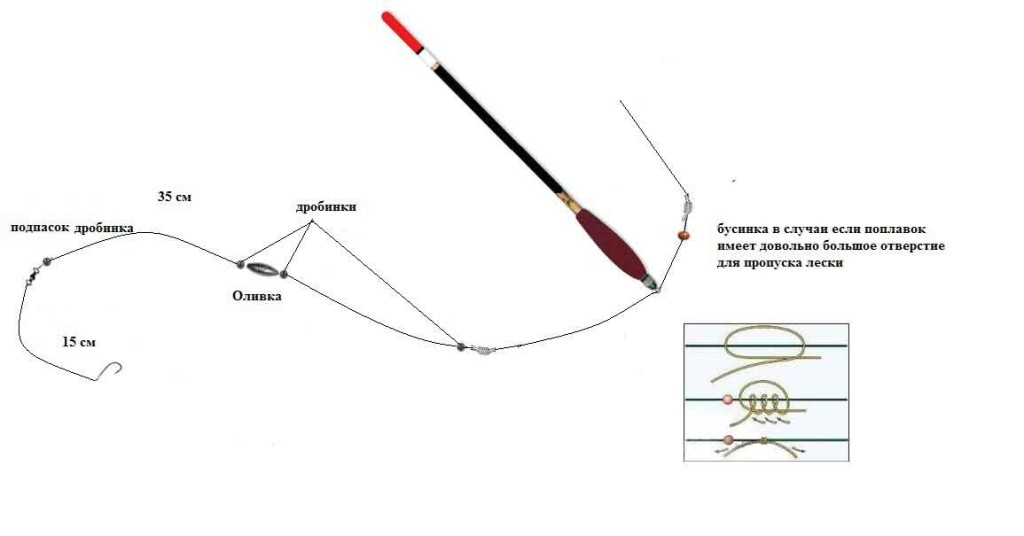 35 см
дробинки
подпасок дробинка
бусинка в случаи если поплавок
имеет довольно большое отверстие
для пропуска лески
Оливка
15 см